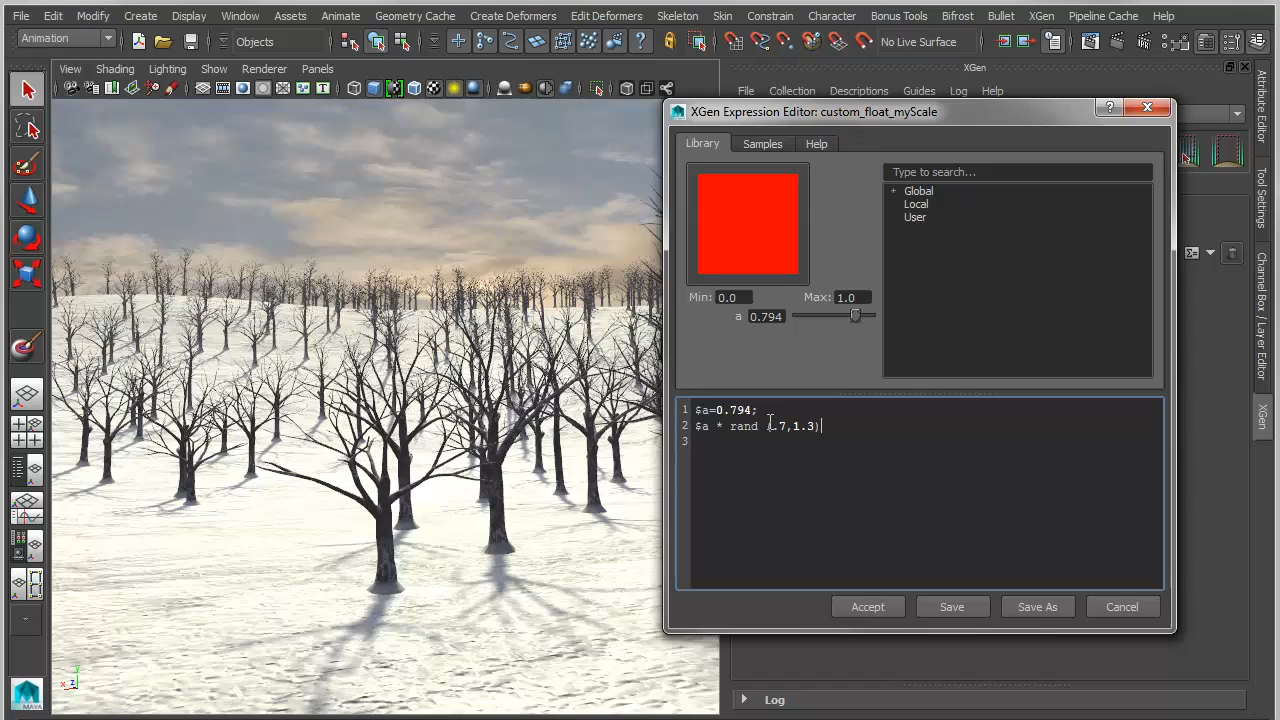 File Edit Modify Create Display Window Assets Animate Geometry Cache Create Deformers Edit Deformers Skeleton Skin Constrain Character Bonus Tools Bifrost Bullet XGen Pipeline Cache Help
Animation
Objects
No Live Surface
View Shading Lighting Show Renderer Panels
XGen
File Collections Descriptions Guides Log Help
XGen Expression Editor: custom_float_myScale
Library Samples Help
Type to search...
Global
Local
User
Min: 0.0 Max: 1.0
a 0.794
1 $a=0.794;
2 $a * rand (.7,1.3)
3
Accept Save Save As Cancel
Log
Attribute Editor
Tool Settings
Channel Box / Layer Editor
XGen
y
x z
MAYA